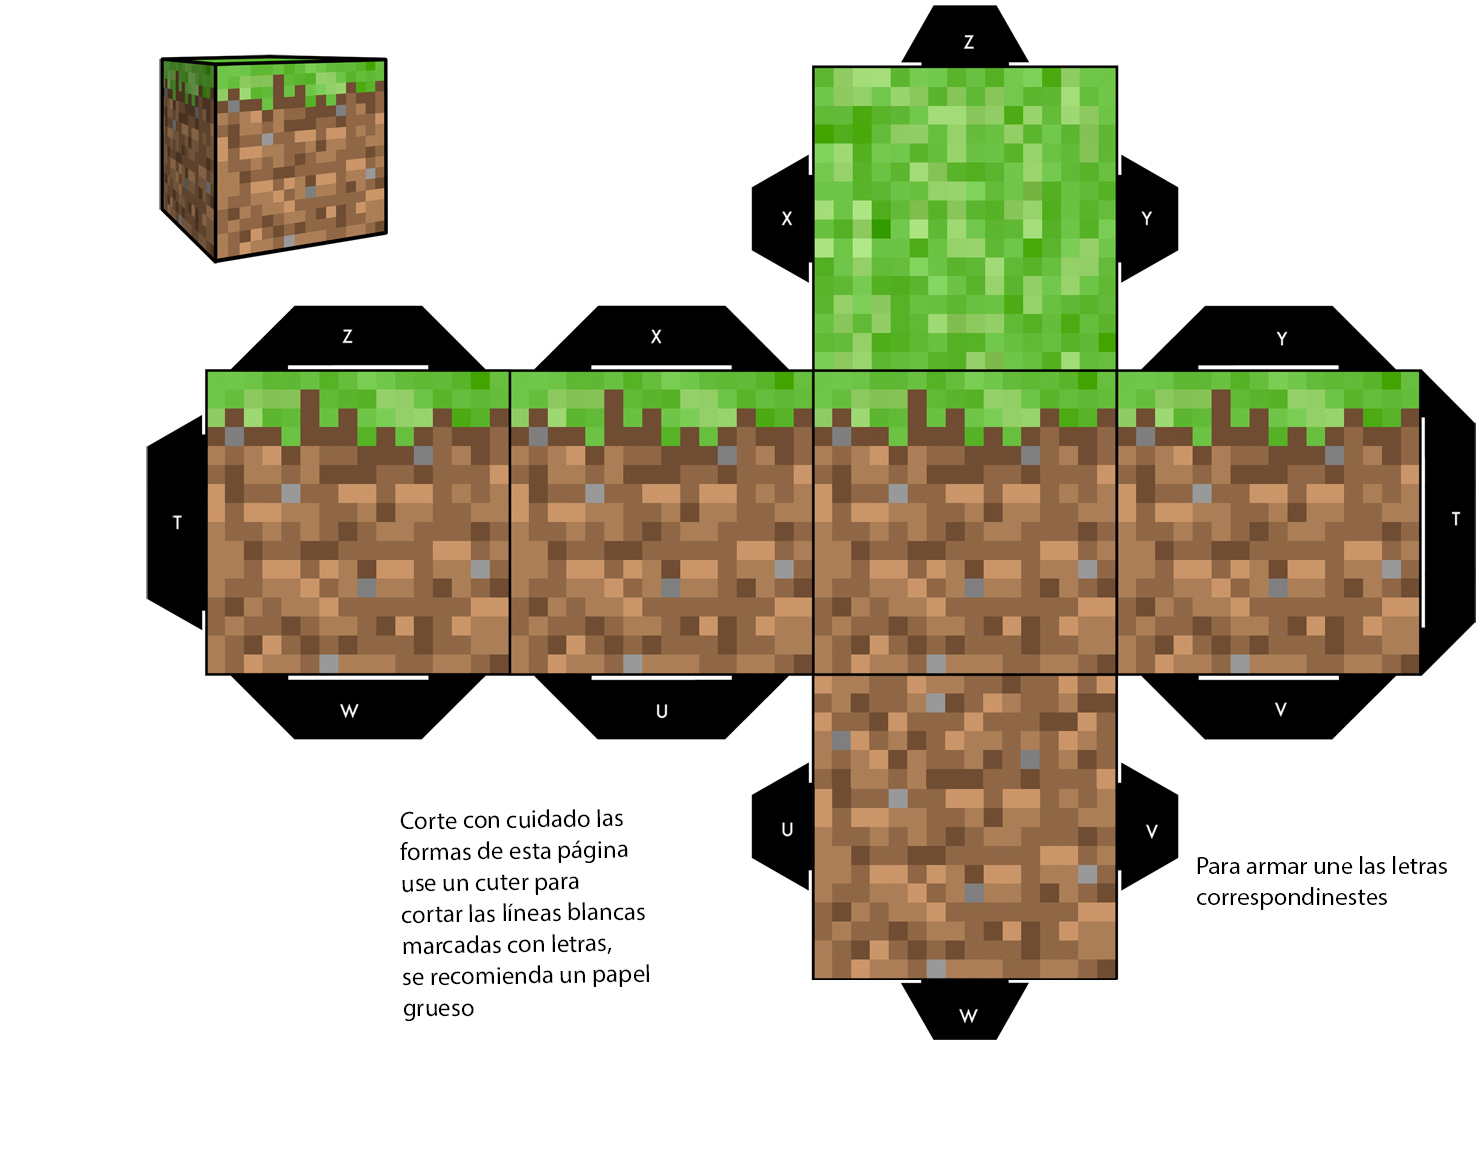 Z
X
Y
Z
X
Y
T
T
W
U
V
U
V
W
Corte con cuidado las
formas de esta página
use un cuter para
cortar las líneas blancas
marcadas con letras,
se recomienda un papel
grueso
Para armar une las letras
correspondinestes